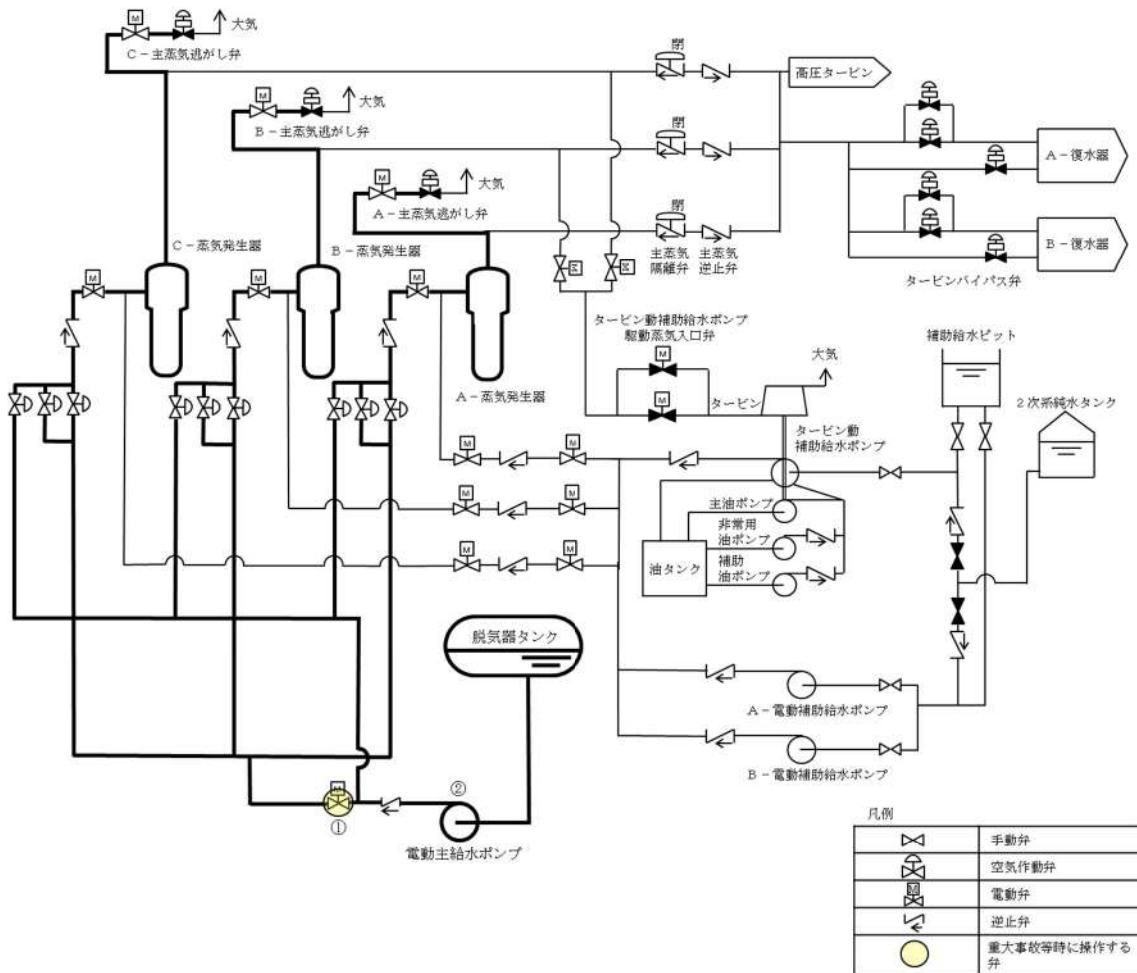 M
大気
C-主蒸気逃がし弁
閉
高圧タービン
M
大気
B-主蒸気逃がし弁
閉
A-復水器
M
大気
A-主蒸気逃がし弁
閉
B-復水器
C-蒸気発生器
B-蒸気発生器
主蒸気
隔離弁
主蒸気
逆止弁
タービンバイパス弁
M
M
M
M
M
A-蒸気発生器
タービン動補助給水ポンプ
駆動蒸気入口弁
M
M
タービン
大気
補助給水ピット
2次系純水タンク
タービン動
補助給水ポンプ
M
M
M
M
M
M
主油ポンプ
非常用
油ポンプ
補助
油ポンプ
油タンク
脱気器タンク
A-電動補助給水ポンプ
B-電動補助給水ポンプ
M
①
②
電動主給水ポンプ
凡例
手動弁
空気作動弁
M
電動弁
逆止弁
重大事故等時に操作する
弁